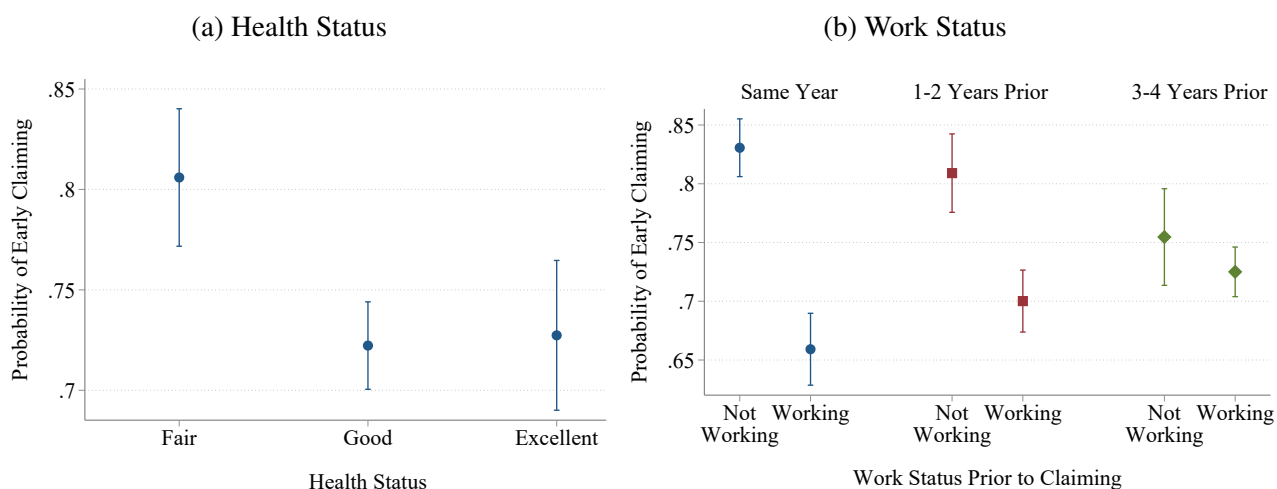 (a) Health Status
Probability of Early Claiming
.85
.8
.75
.7
Fair
Good
Excellent
Health Status
(b) Work Status
Same Year
1-2 Years Prior
3-4 Years Prior
Probability of Early Claiming
.85
.8
.75
.7
.65
Not
Working
Working
Not
Working
Working
Not
Working
Working
Work Status Prior to Claiming